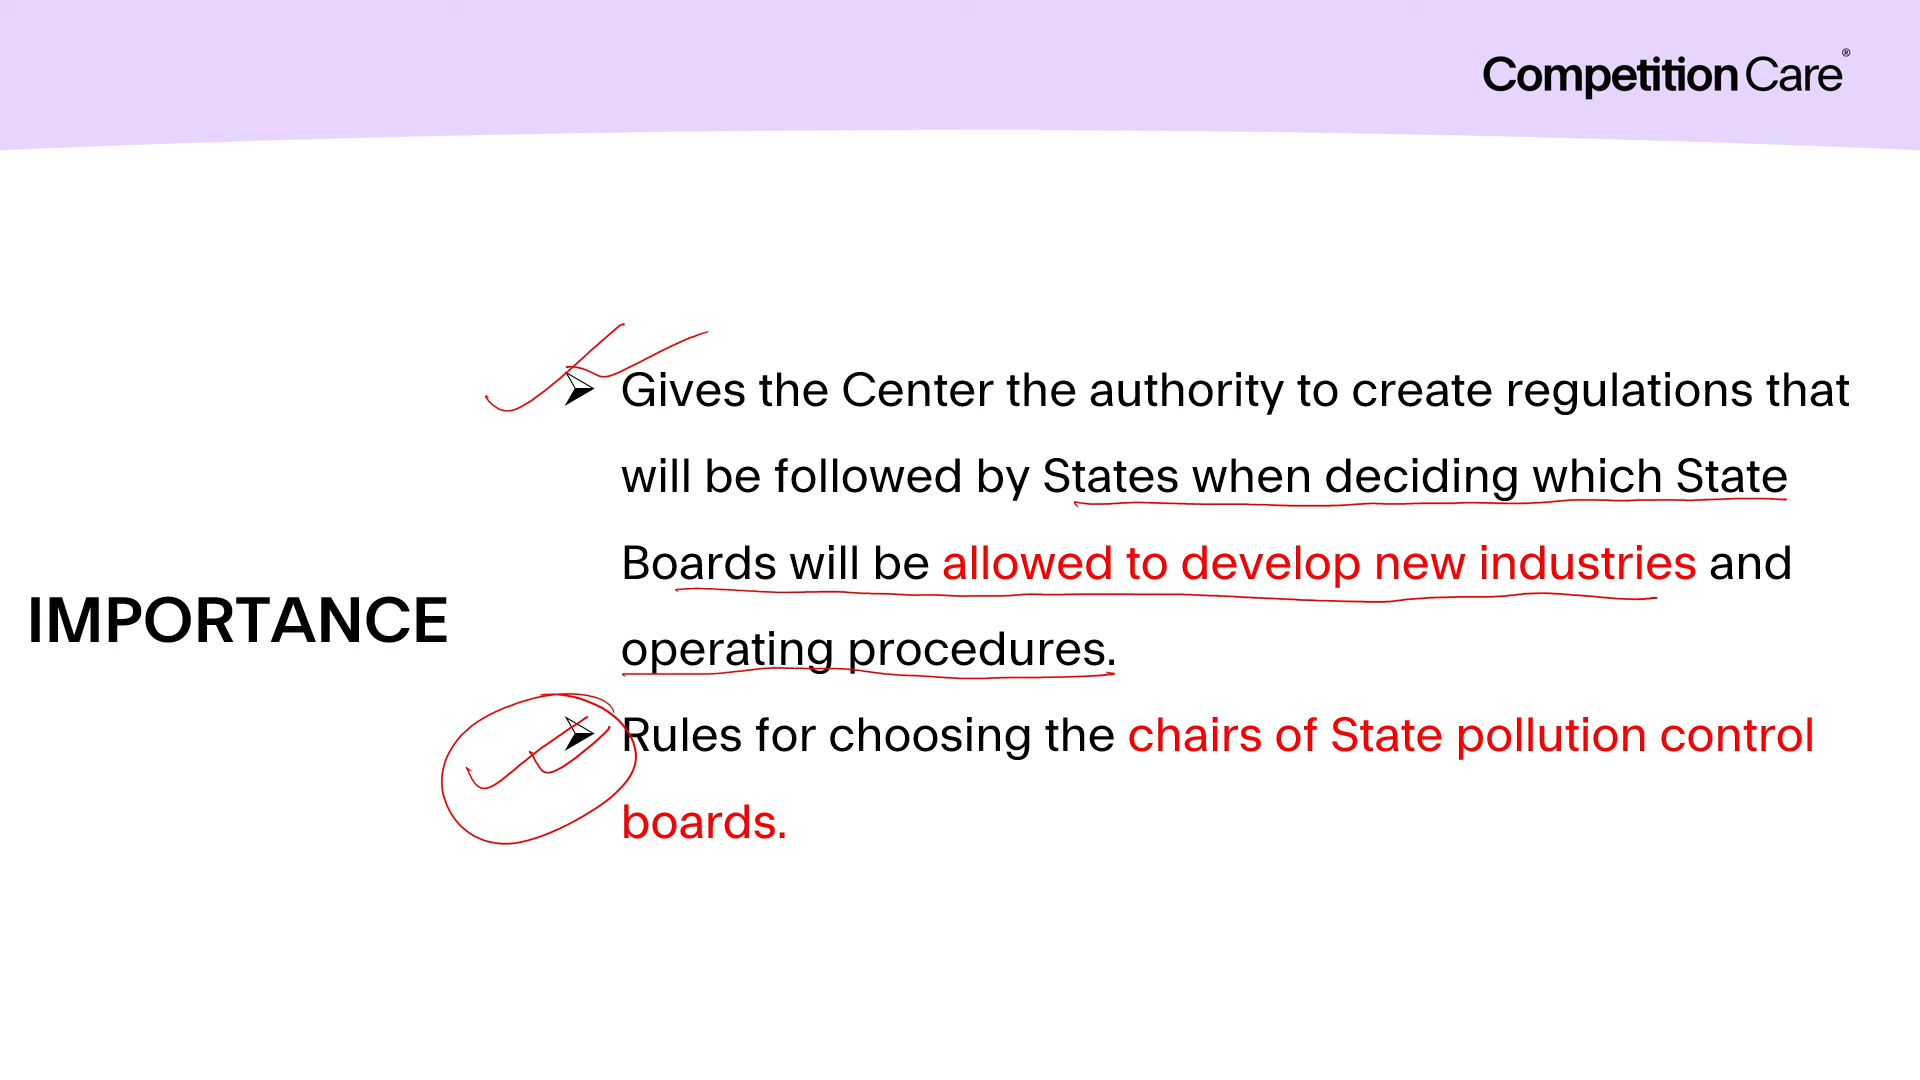 Competition Care®
Gives the Center the authority to create regulations that
will be followed by States when deciding which State
Boards will be allowed to develop new industries and
IMPORTANCE
operating procedures.
Rules for choosing the chairs of State pollution control
boards.